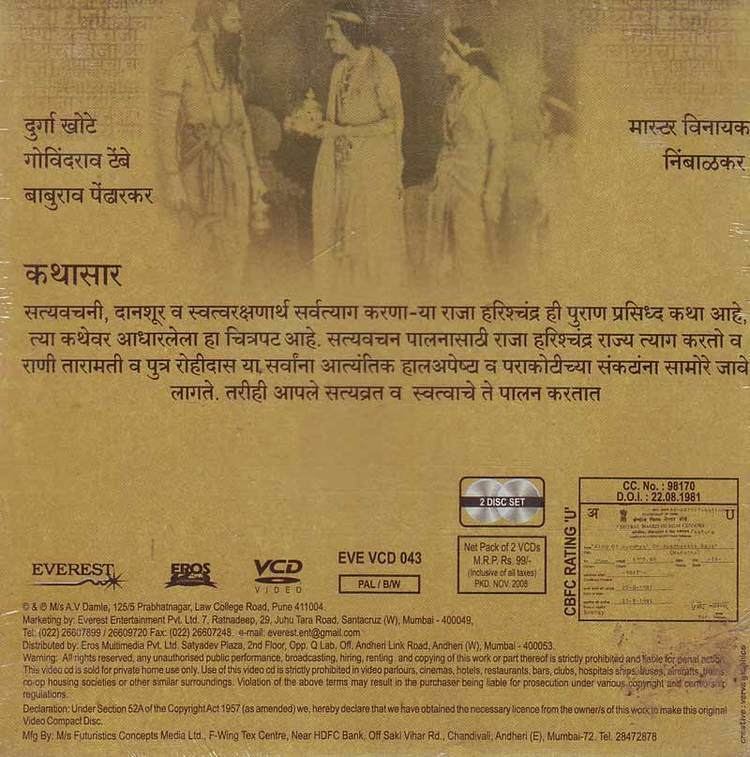 दुर्गा खोटे
गोविंदराव टेंबे
बाबुराव पेंढारकर
मास्टर विनायक
निंबाळकर
कथासार
सत्यवचनी, दानशूर व स्वत्वरक्षणार्थ सर्वत्याग करणा-या राजा हरिश्चंद्र ही पुराण प्रसिध्द कथा आहे,
त्या कथेवर आधारलेला हा चित्रपट आहे. सत्यवचन पालनासाठी राजा हरिश्चंद्र राज्य त्याग करतो व
राणी तारामती व पुत्र रोहीदास या सर्वांना आत्यंतिक हालअपेष्ट व पराकोटीच्या संकटांना सामोरे जावे
लागते. तरीही आपले सत्यव्रत व स्वत्वाचे ते पालन करतात
2 DISC SET
CC. No. : 98170
D.O.I. : 22.08.1981
अ U
CBFC RATING 'U'
EVEREST
EROS
VCD
VIDEO
EVE VCD 043
PAL / B/W
Net Pack of 2 VCDs
M.R.P. Rs. 99/-
(Inclusive of all taxes)
PKD. NOV. 2008
© & ℗ M/s A.V Damle, 125/5 Prabhatnagar, Law College Road, Pune 411004.
Marketing by: Everest Entertainment Pvt. Ltd. 7, Ratnadeep, 29, Juhu Tara Road, Santacruz (W), Mumbai - 400049,
Tel: (022) 26607899 / 26609720 Fax: (022) 26607248. e-mail: everest.ent@gmail.com
Distributed by: Eros Multimedia Pvt. Ltd. Satyadev Plaza, 2nd Floor, Opp. Q Lab, Off. Andheri Link Road, Andheri (W), Mumbai - 400053.
Warning: All rights reserved, any unauthorised public performance, broadcasting, hiring, renting and copying of this work or part thereof is strictly prohibited and liable for penal action.
This video cd is sold for private home use only. Use of this video cd is strictly prohibited in video parlours, cinemas, hotels, restaurants, bars, clubs, hospitals ships, buses, aircrafts, trains
co-op housing societies or other similar surroundings. Violation of the above terms may result in the purchaser being liable for prosecution under various copyright and censorship
regulations.
Declaration: Under Section 52A of the Copyright Act 1957 (as amended) we, hereby declare that we have obtained the necessary licence from the owner/s of this work to make this original
Video Compact Disc.
Mfg By: M/s Futuristics Concepts Media Ltd., F-Wing Tex Centre, Near HDFC Bank, Off Saki Vihar Rd., Chandivali, Andheri (E), Mumbai-72. Tel. 28472878